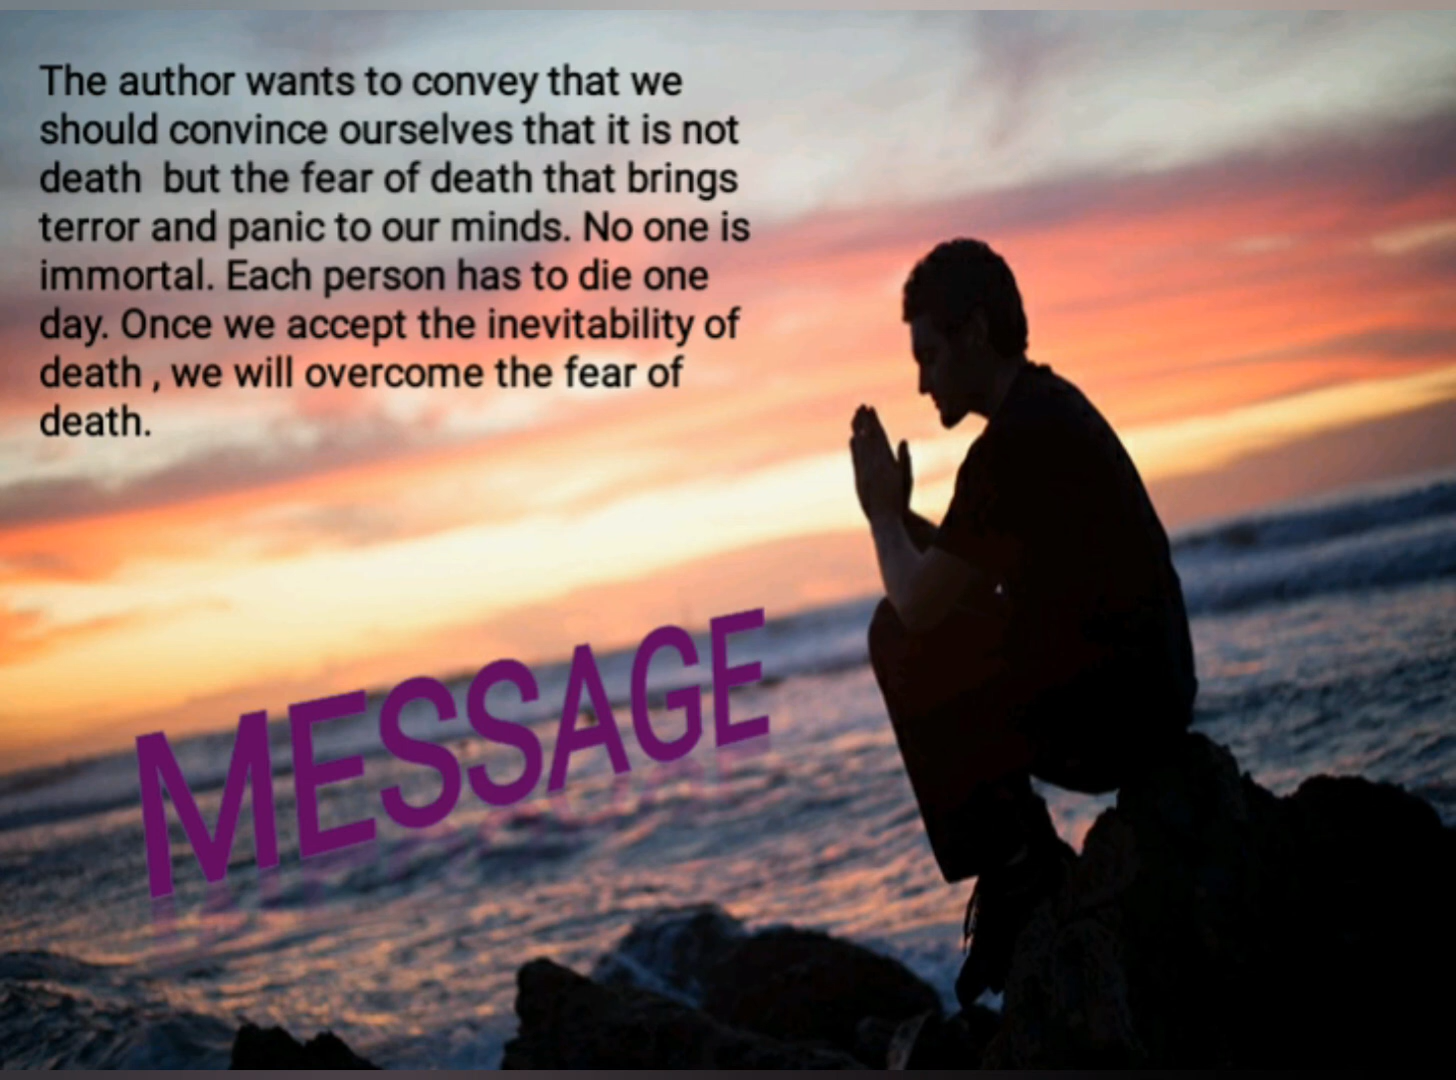 The author wants to convey that we
should convince ourselves that it is not
death  but the fear of death that brings
terror and panic to our minds. No one is
immortal. Each person has to die one
day. Once we accept the inevitability of
death , we will overcome the fear of
death.
MESSAGE